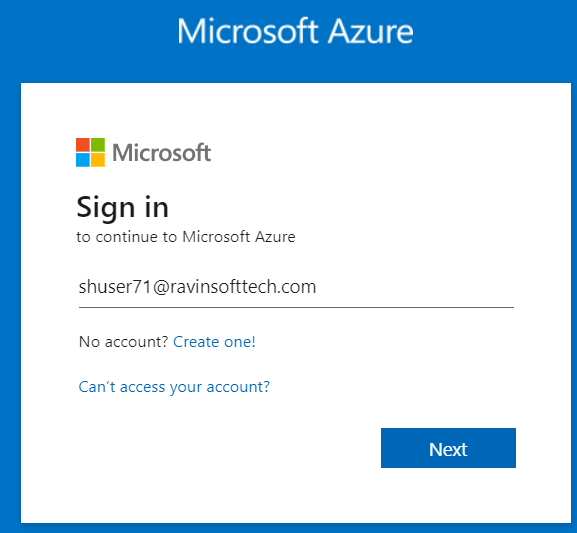 Microsoft Azure
Microsoft
Sign in
to continue to Microsoft Azure
shuser71@ravinsofttech.com
No account? Create one!
Can't access your account?
Next